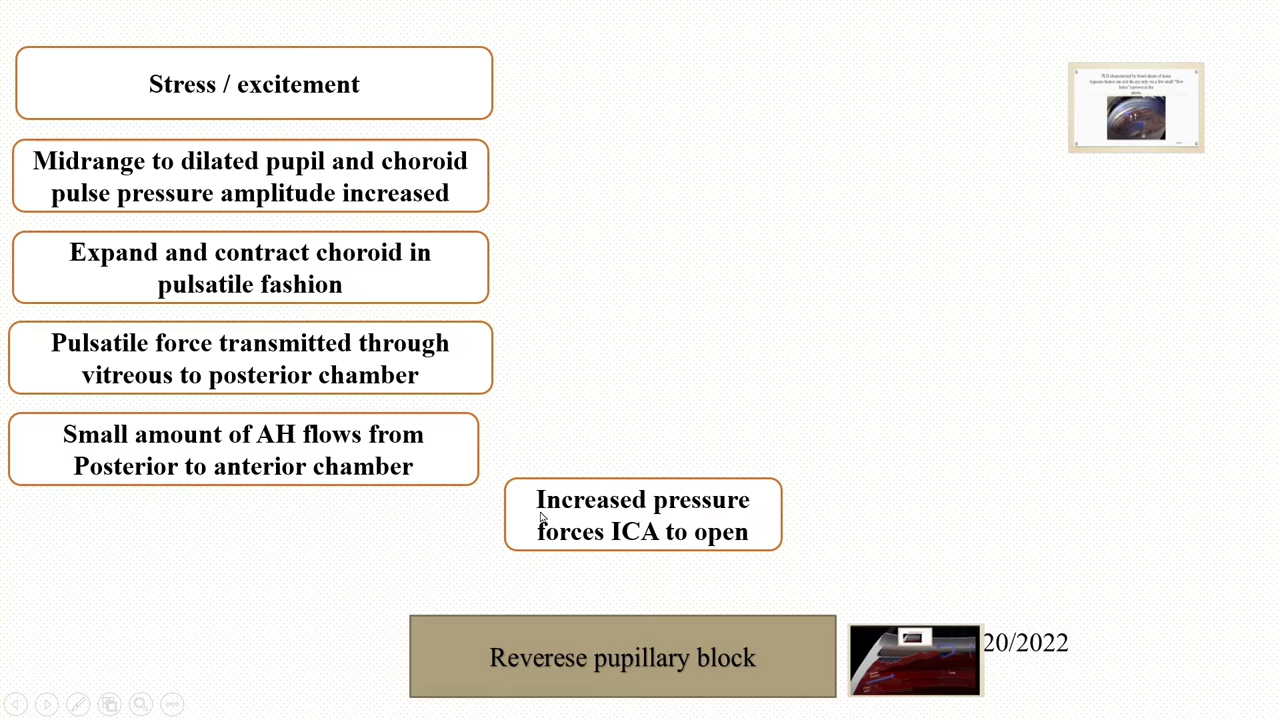 Stress / excitement
Midrange to dilated pupil and choroid
pulse pressure amplitude increased
Expand and contract choroid in
pulsatile fashion
Pulsatile force transmitted through
vitreous to posterior chamber
Small amount of AH flows from
Posterior to anterior chamber
Increased pressure
forces ICA to open
Reverese pupillary block
20/2022